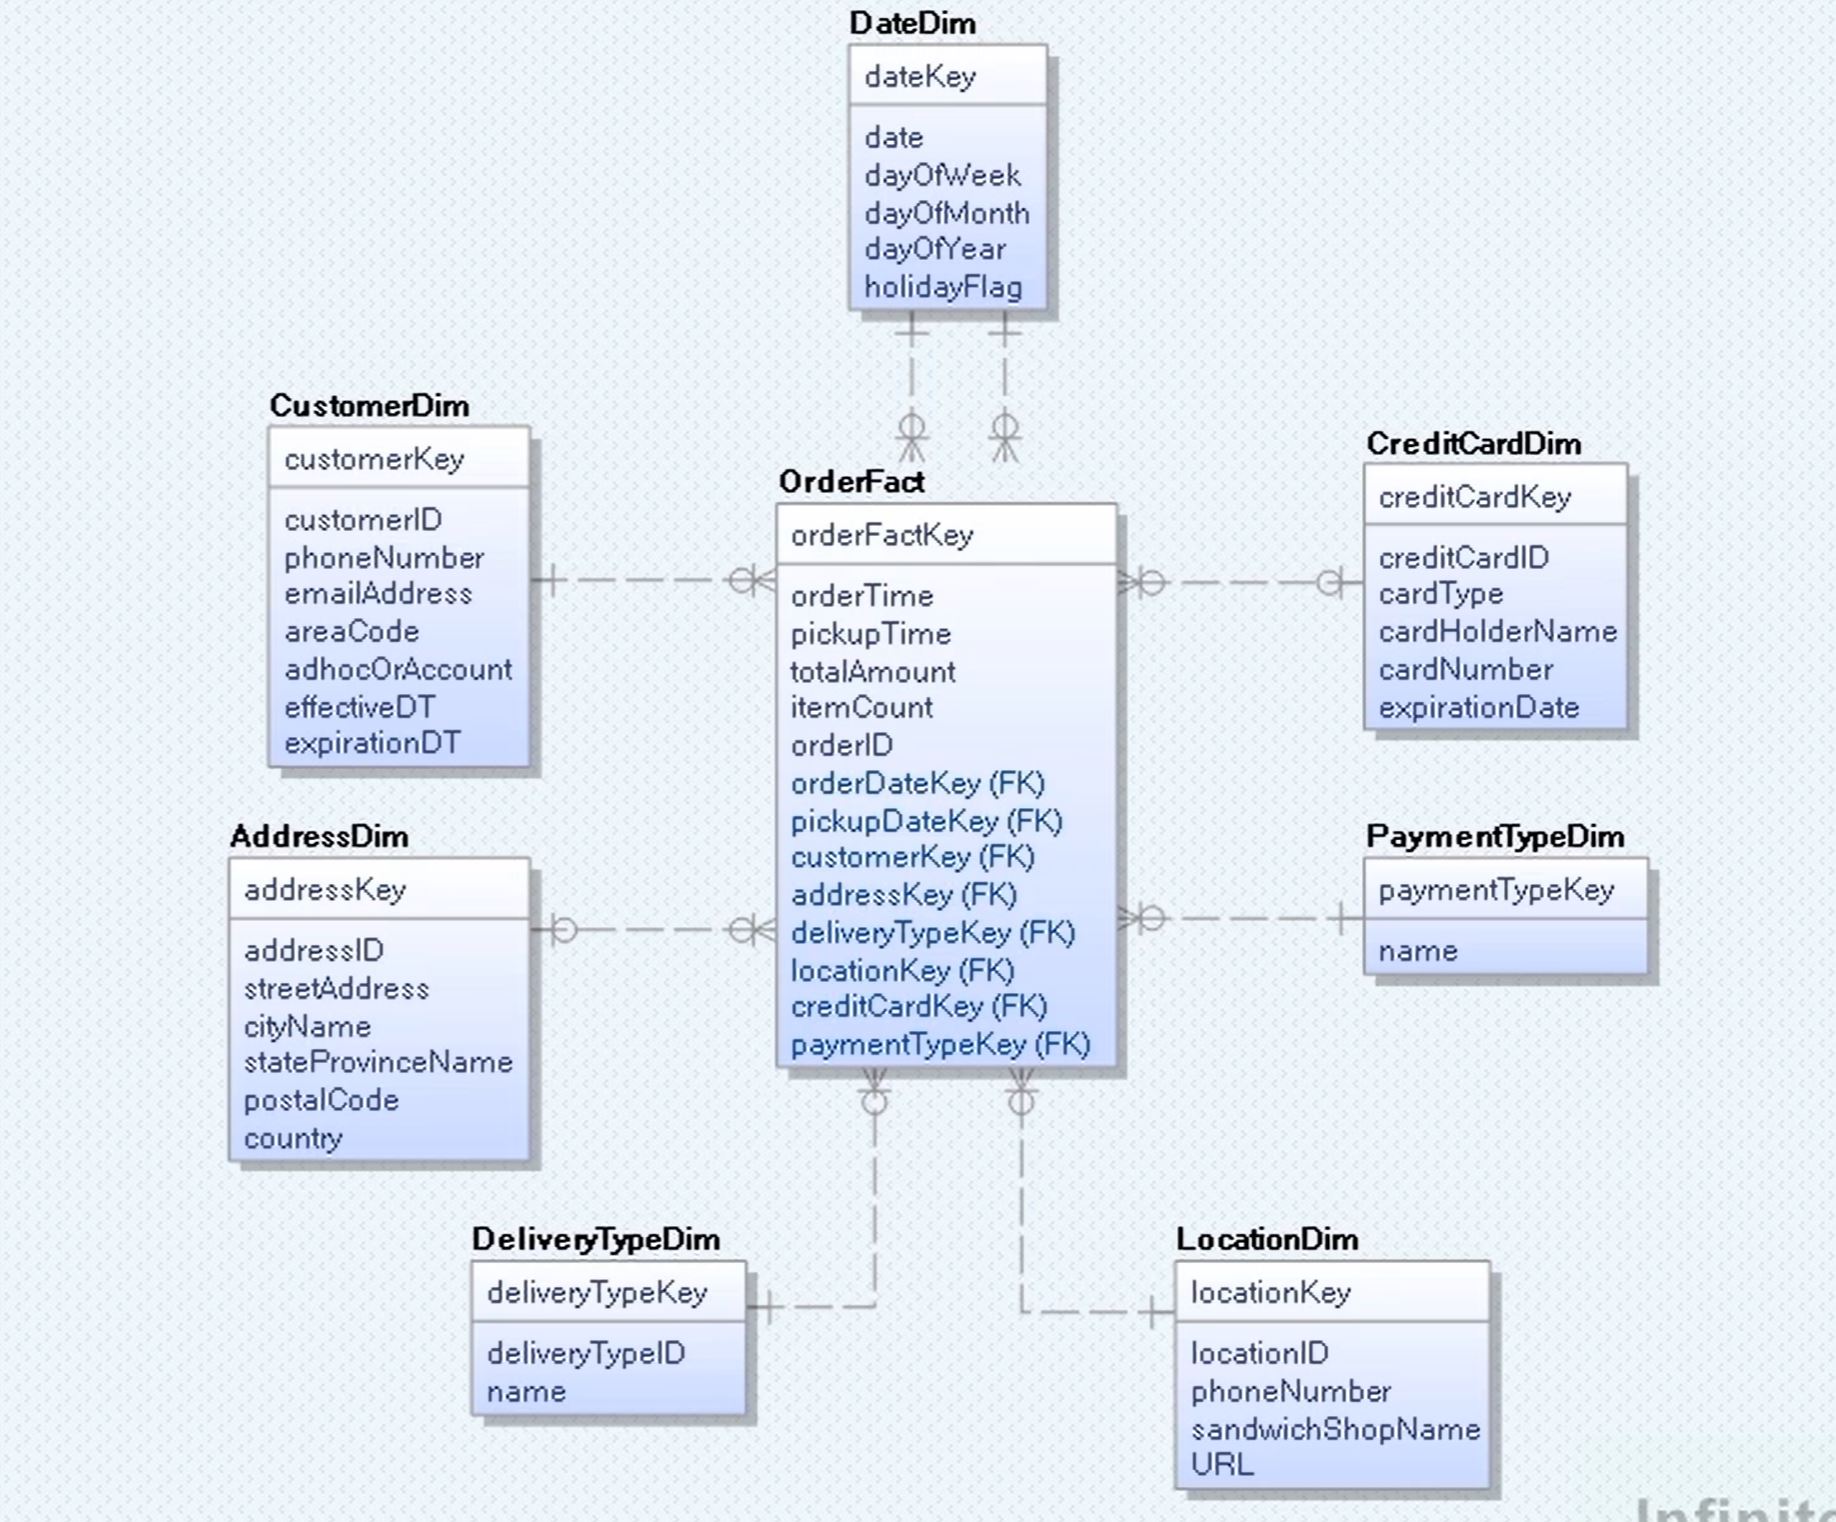 DateDim
dateKey
date
dayOfWeek
dayOfMonth
dayOfYear
holidayFlag
CustomerDim
customerKey
customerID
phoneNumber
emailAddress
areaCode
adhocOrAccount
effectiveDT
expirationDT
OrderFact
orderFactKey
orderTime
pickupTime
totalAmount
itemCount
orderID
orderDateKey (FK)
pickupDateKey (FK)
customerKey (FK)
addressKey (FK)
deliveryTypeKey (FK)
locationKey (FK)
creditCardKey (FK)
paymentTypeKey (FK)
CreditCardDim
creditCardKey
creditCardID
cardType
cardHolderName
cardNumber
expirationDate
AddressDim
addressKey
addressID
streetAddress
cityName
stateProvinceName
postalCode
country
PaymentTypeDim
paymentTypeKey
name
DeliveryTypeDim
deliveryTypeKey
deliveryTypeID
name
LocationDim
locationKey
locationID
phoneNumber
sandwichShopName
URL